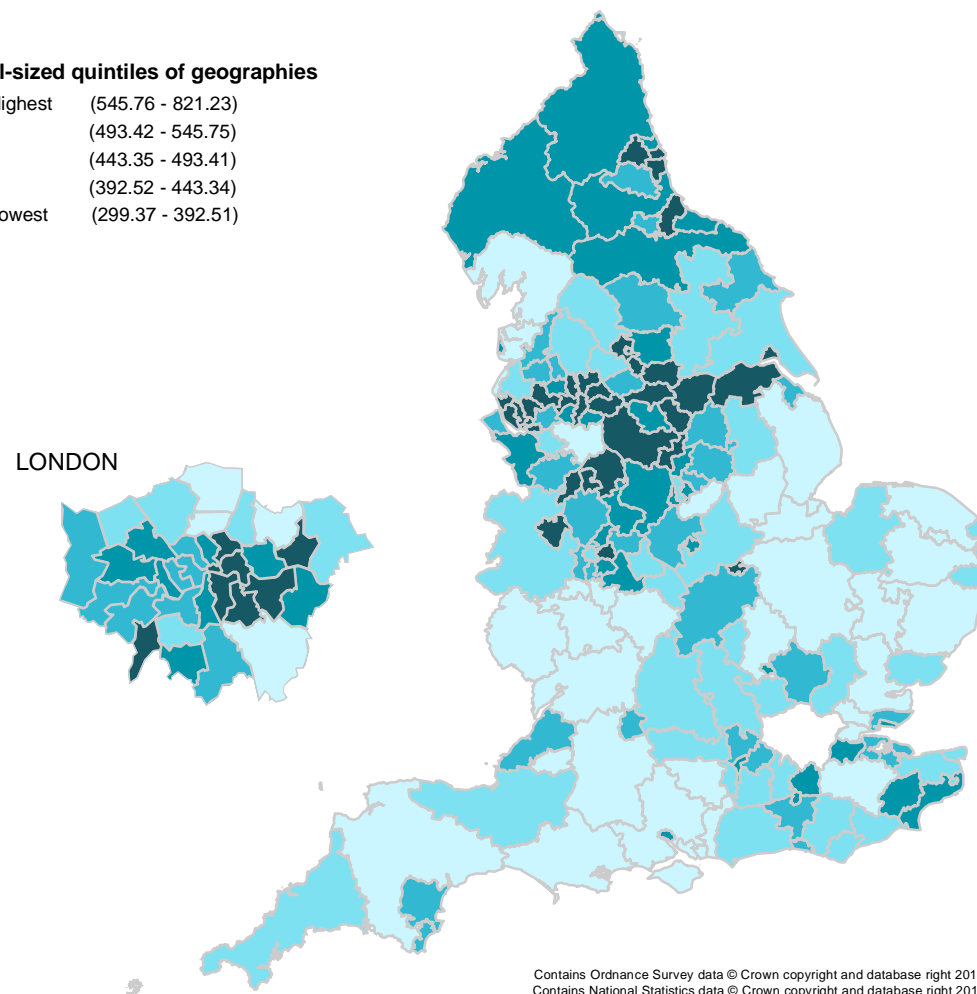 l-sized quintiles of geographies
(545.76 - 821.23)
(493.42 - 545.75)
(443.35 - 493.41)
(392.52 - 443.34)
owest (299.37 - 392.51)
LONDON
Contains Ordnance Survey data © Crown copyright and database right 201
Contains National Statistics data © Crown copyright and database right 201